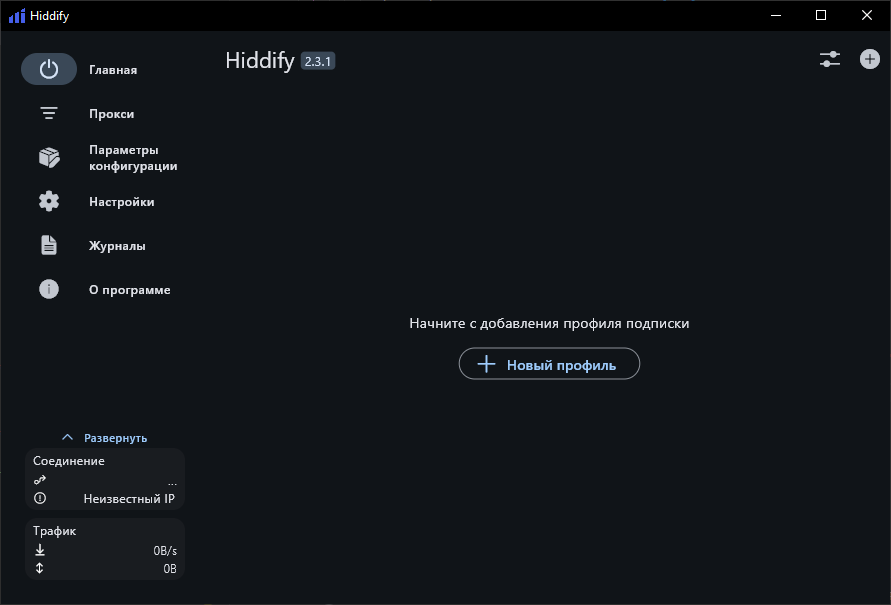 Hiddify
Hiddify 2.3.1
Главная
Прокси
Параметры
конфигурации
Настройки
Журналы
О программе
Начните с добавления профиля подписки
Новый профиль
Развернуть
Соединение
...
Неизвестный IP
Трафик
0B/s
0B